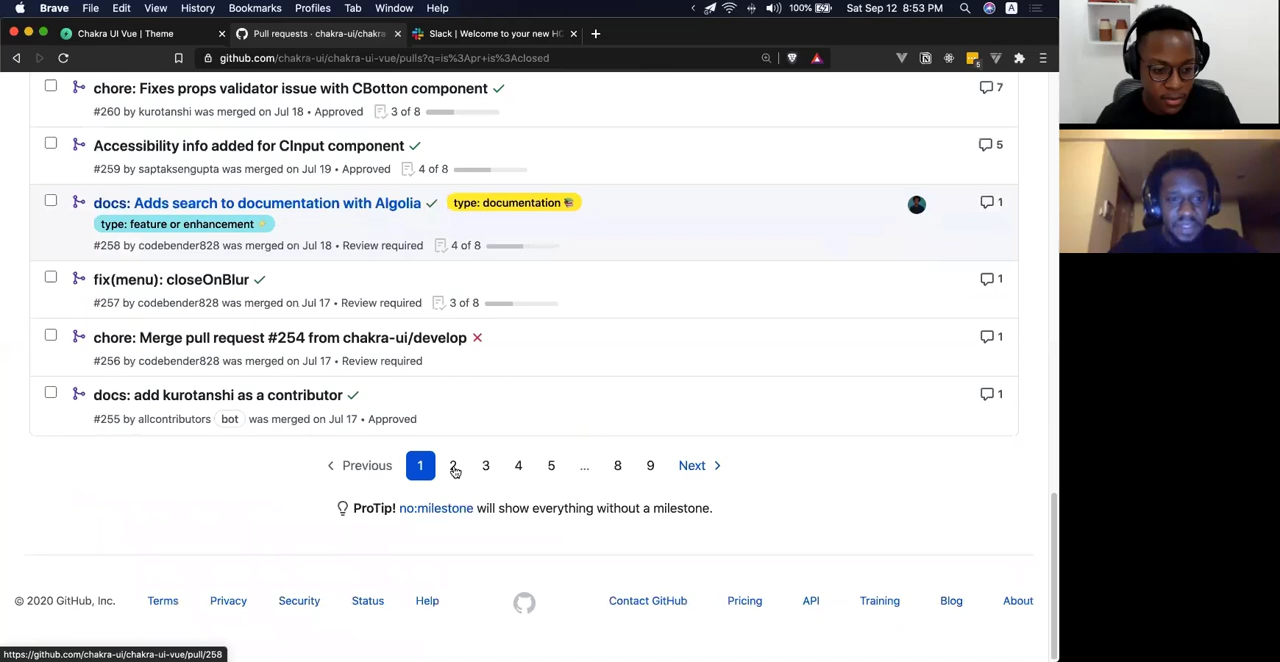 Brave File Edit View History Bookmarks Profiles Tab Window Help 100% Sat Sep 12 8:53 PM A
Chakra UI Vue | Theme Pull requests · chakra-ui/chakra Slack | Welcome to your new HQ
github.com/chakra-ui/chakra-ui-vue/pulls?q=is%3Apr+is%3Aclosed 5
chore: Fixes props validator issue with CBotton component 7
#260 by kurotanshi was merged on Jul 18 • Approved 3 of 8
Accessibility info added for CInput component 5
#259 by saptaksengupta was merged on Jul 19 • Approved 4 of 8
docs: Adds search to documentation with Algolia type: documentation 1
type: feature or enhancement
#258 by codebender828 was merged on Jul 18 • Review required 4 of 8
fix(menu): closeOnBlur 1
#257 by codebender828 was merged on Jul 17 • Review required 3 of 8
chore: Merge pull request #254 from chakra-ui/develop 1
#256 by codebender828 was merged on Jul 17 • Review required
docs: add kurotanshi as a contributor 1
#255 by allcontributors bot was merged on Jul 17 • Approved
Previous 1 2 3 4 5 ... 8 9 Next
ProTip! no:milestone will show everything without a milestone.
© 2020 GitHub, Inc. Terms Privacy Security Status Help Contact GitHub Pricing API Training Blog About
https://github.com/chakra-ui/chakra-ui-vue/pull/258